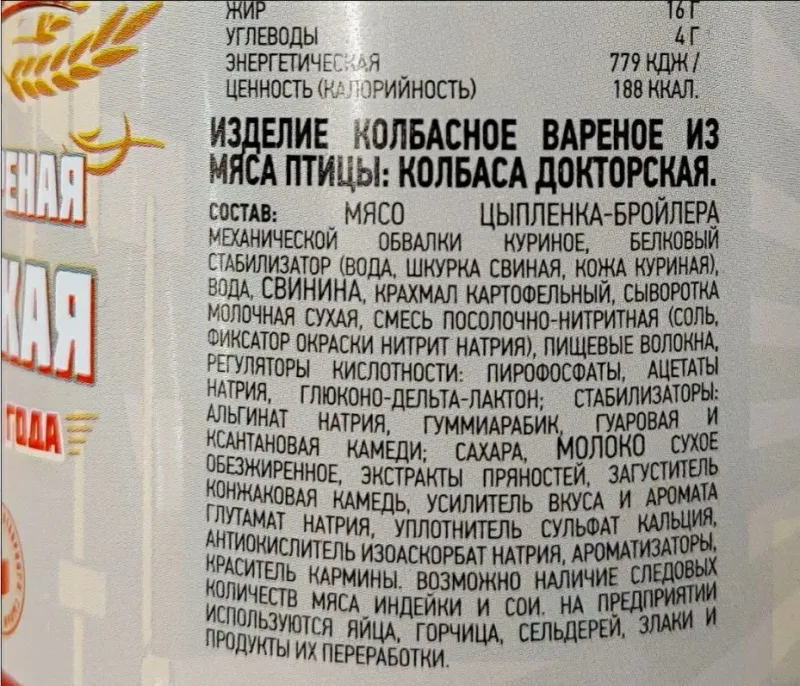 ЖИР 16 Г
УГЛЕВОДЫ 4 Г
ЭНЕРГЕТИЧЕСКАЯ 779 КДЖ /
ЦЕННОСТЬ (КАЛОРИЙНОСТЬ) 188 ККАЛ.
ИЗДЕЛИЕ КОЛБАСНОЕ ВАРЕНОЕ ИЗ
МЯСА ПТИЦЫ: КОЛБАСА ДОКТОРСКАЯ.
СОСТАВ: МЯСО ЦЫПЛЕНКА-БРОЙЛЕРА
МЕХАНИЧЕСКОЙ ОБВАЛКИ КУРИНОЕ, БЕЛКОВЫЙ
СТАБИЛИЗАТОР (ВОДА, ШКУРКА СВИНАЯ, КОЖА КУРИНАЯ),
ВОДА, СВИНИНА, КРАХМАЛ КАРТОФЕЛЬНЫЙ, СЫВОРОТКА
МОЛОЧНАЯ СУХАЯ, СМЕСЬ ПОСОЛОЧНО-НИТРИТНАЯ (СОЛЬ,
ФИКСАТОР ОКРАСКИ НИТРИТ НАТРИЯ), ПИЩЕВЫЕ ВОЛОКНА,
РЕГУЛЯТОРЫ КИСЛОТНОСТИ: ПИРОФОСФАТЫ, АЦЕТАТЫ
НАТРИЯ, ГЛЮКОНО-ДЕЛЬТА-ЛАКТОН; СТАБИЛИЗАТОРЫ:
АЛЬГИНАТ НАТРИЯ, ГУММИАРАБИК, ГУАРОВАЯ И
КСАНТАНОВАЯ КАМЕДИ; САХАРА, МОЛОКО СУХОЕ
ОБЕЗЖИРЕННОЕ, ЭКСТРАКТЫ ПРЯНОСТЕЙ, ЗАГУСТИТЕЛЬ
КОНЖАКОВАЯ КАМЕДЬ, УСИЛИТЕЛЬ ВКУСА И АРОМАТА
ГЛУТАМАТ НАТРИЯ, УПЛОТНИТЕЛЬ СУЛЬФАТ КАЛЬЦИЯ,
АНТИОКИСЛИТЕЛЬ ИЗОАСКОРБАТ НАТРИЯ, АРОМАТИЗАТОРЫ,
КРАСИТЕЛЬ КАРМИНЫ. ВОЗМОЖНО НАЛИЧИЕ СЛЕДОВЫХ
КОЛИЧЕСТВ МЯСА ИНДЕЙКИ И СОИ. НА ПРЕДПРИЯТИИ
ИСПОЛЬЗУЮТСЯ ЯЙЦА, ГОРЧИЦА, СЕЛЬДЕРЕЙ, ЗЛАКИ И
ПРОДУКТЫ ИХ ПЕРЕРАБОТКИ.
ЕНАЯ
КАЯ
ГОДА